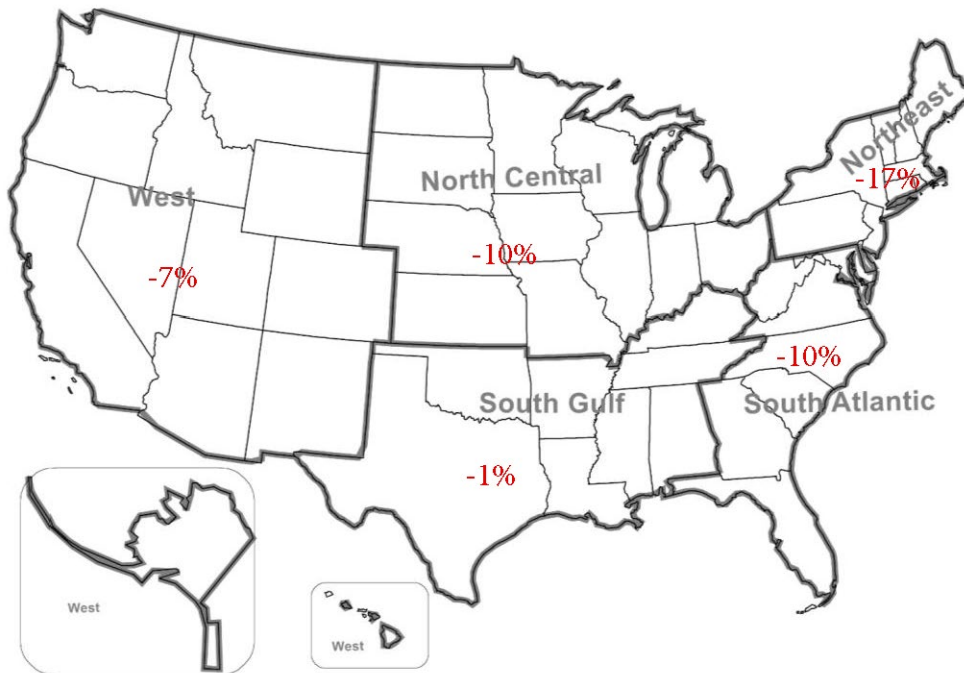 Northeast
-17%
North Central
West
-10%
-7%
-10%
South Gulf
South Atlantic
-1%
West
West